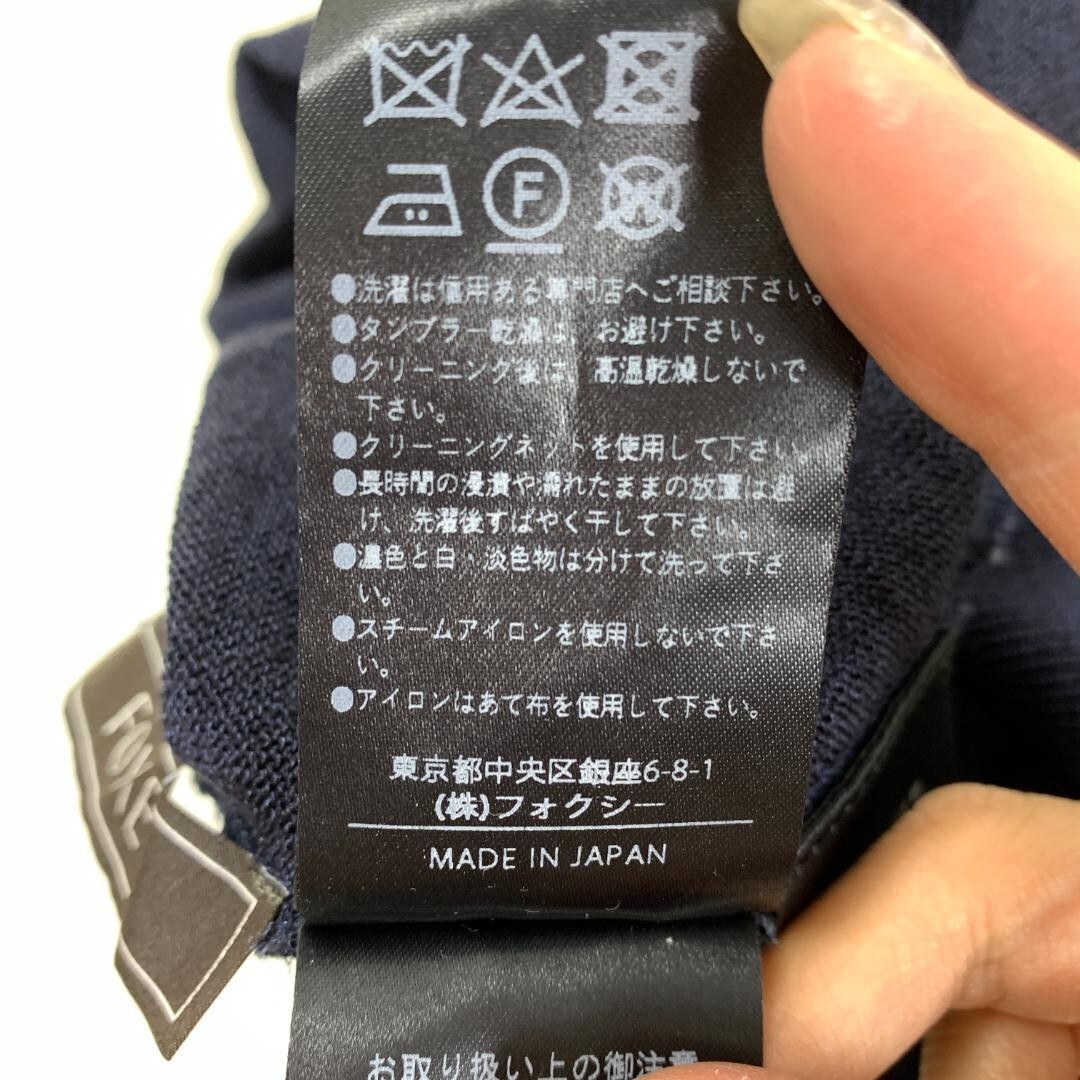 F
W
●洗濯は信用ある専門店へご相談下さい。
●タンブラー乾燥は、お避け下さい。
●クリーニング後は、高温乾燥しないで
下さい。
●クリーニングネットを使用して下さい。
●長時間の浸漬や濡れたままの放置は避
け、洗濯後すばやく干して下さい。
●濃色と白・淡色物は分けて洗って下さ
い。
●スチームアイロンを使用しないで下さ
い。
●アイロンはあて布を使用して下さい。
東京都中央区銀座6-8-1
(株)フォクシー
MADE IN JAPAN
FOXE
お取り扱い上の御注意